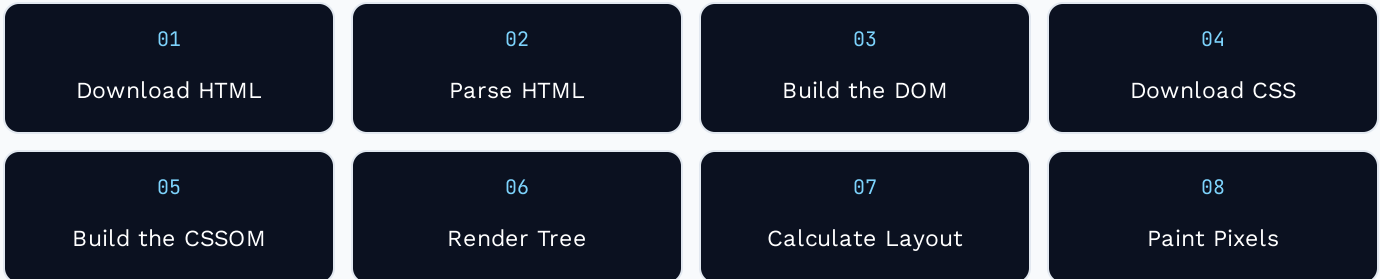 01
Download HTML
02
Parse HTML
03
Build the DOM
04
Download CSS
05
Build the CSSOM
06
Render Tree
07
Calculate Layout
08
Paint Pixels